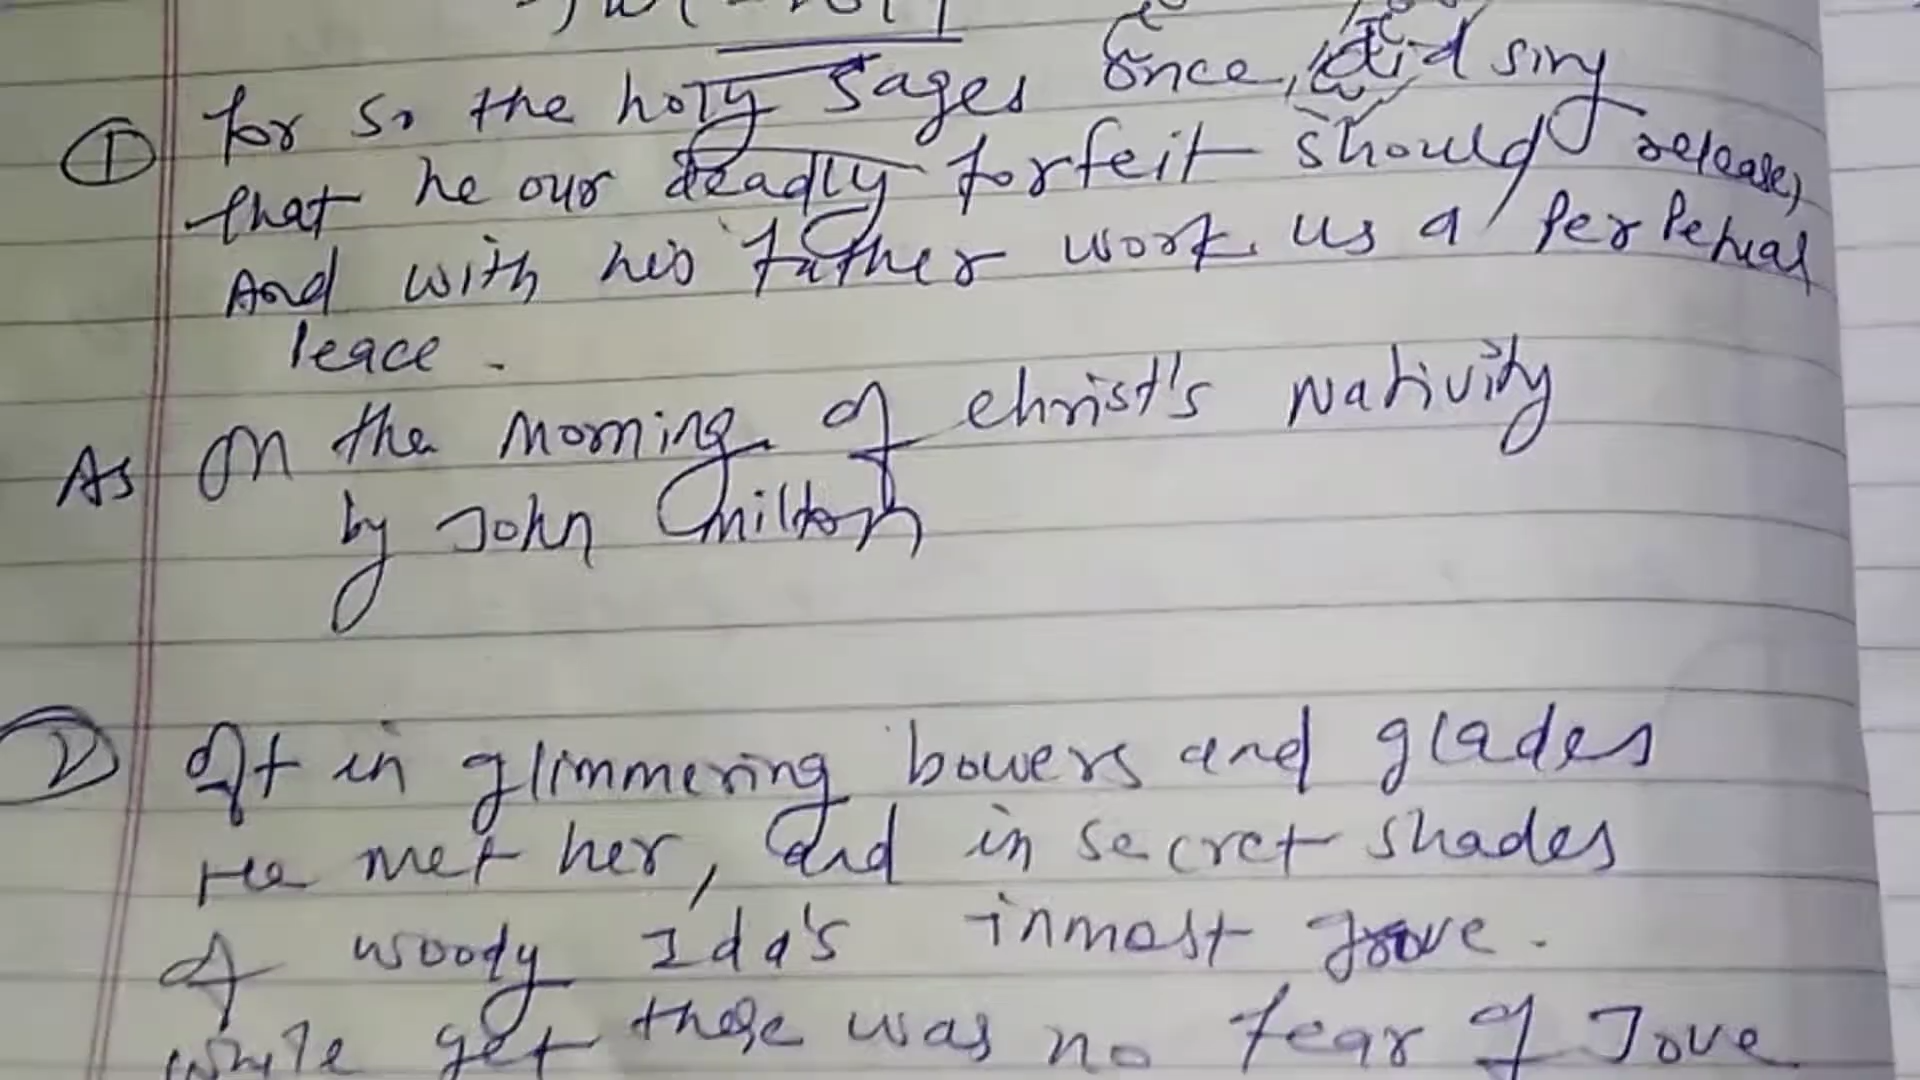 ① for so the holy sages once, did sing
that he our deadly forfeit should release,
And with his father work us a Perpetual
Peace.
As On the Morning of christ's Nativity
by John Milton
② Oft in glimmering bowers and glades
He met her, and in secret shades
Of woody Ida's inmost grove.
while yet there was no fear of Jove